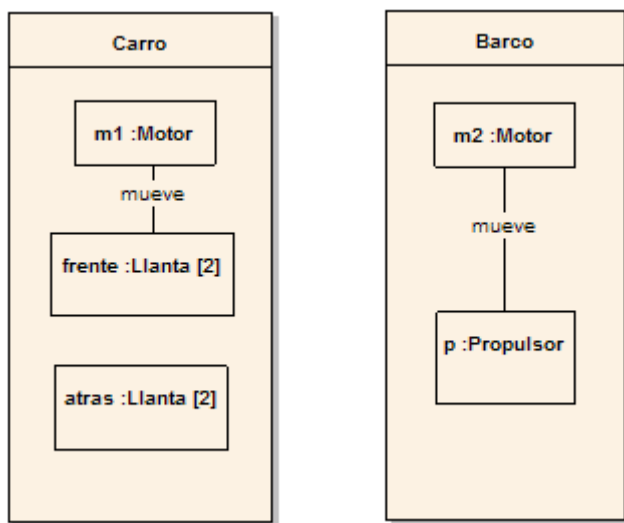 Carro
m1 :Motor
mueve
frente :Llanta [2]
atras :Llanta [2]
Barco
m2 :Motor
mueve
p :Propulsor